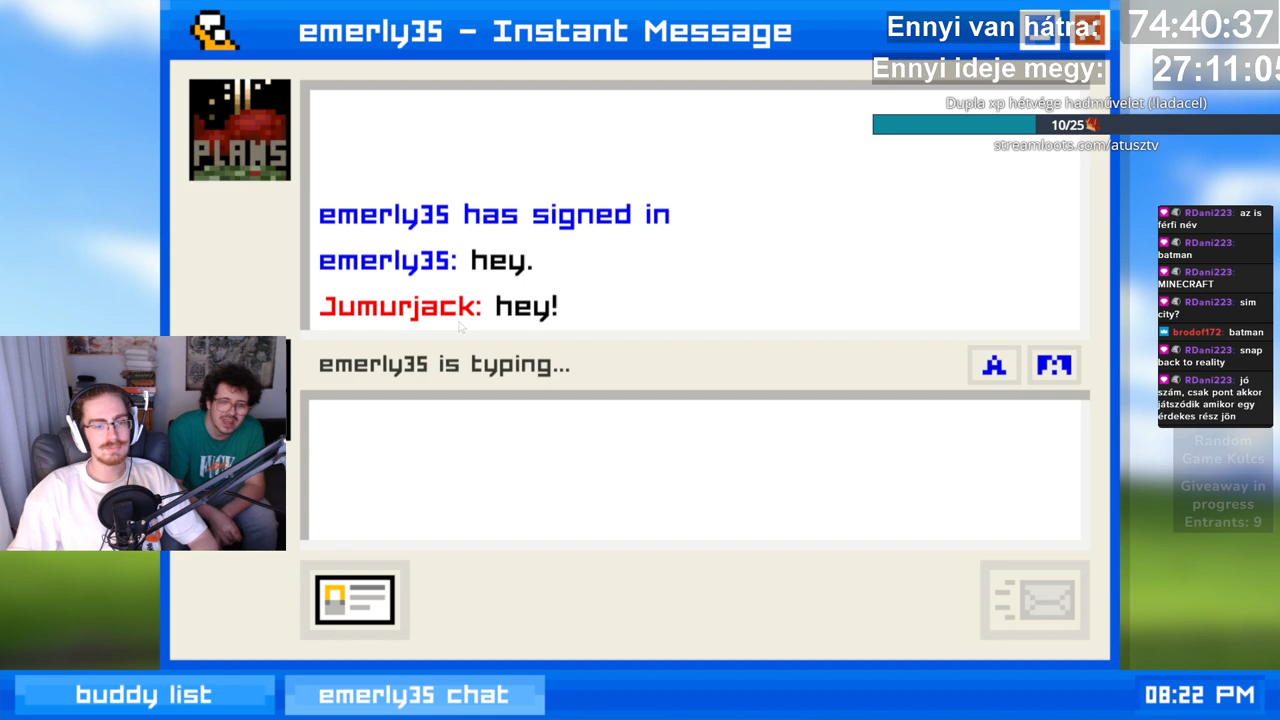 emerly35 - Instant Message
Ennyi van hátra:
74:40:37
Ennyi ideje megy:
27:11:05
Dupla xp hétvége hadművelet (!ladacel)
10/25
streamloots.com/atusztv
PLANS
emerly35 has signed in
emerly35: hey.
Jumurjack: hey!
emerly35 is typing...
A
A
RDani223: az is
férfi név
RDani223:
batman
RDani223:
MINECRAFT
RDani223: sim
city?
brodof172: batman
RDani223: snap
back to reality
RDani223: jó
szám, csak pont akkor
játszódik amikor egy
érdekes rész jön
Random
Game Kulcs
Giveaway in
progress
Entrants: 9
buddy list
emerly35 chat
08:22 PM